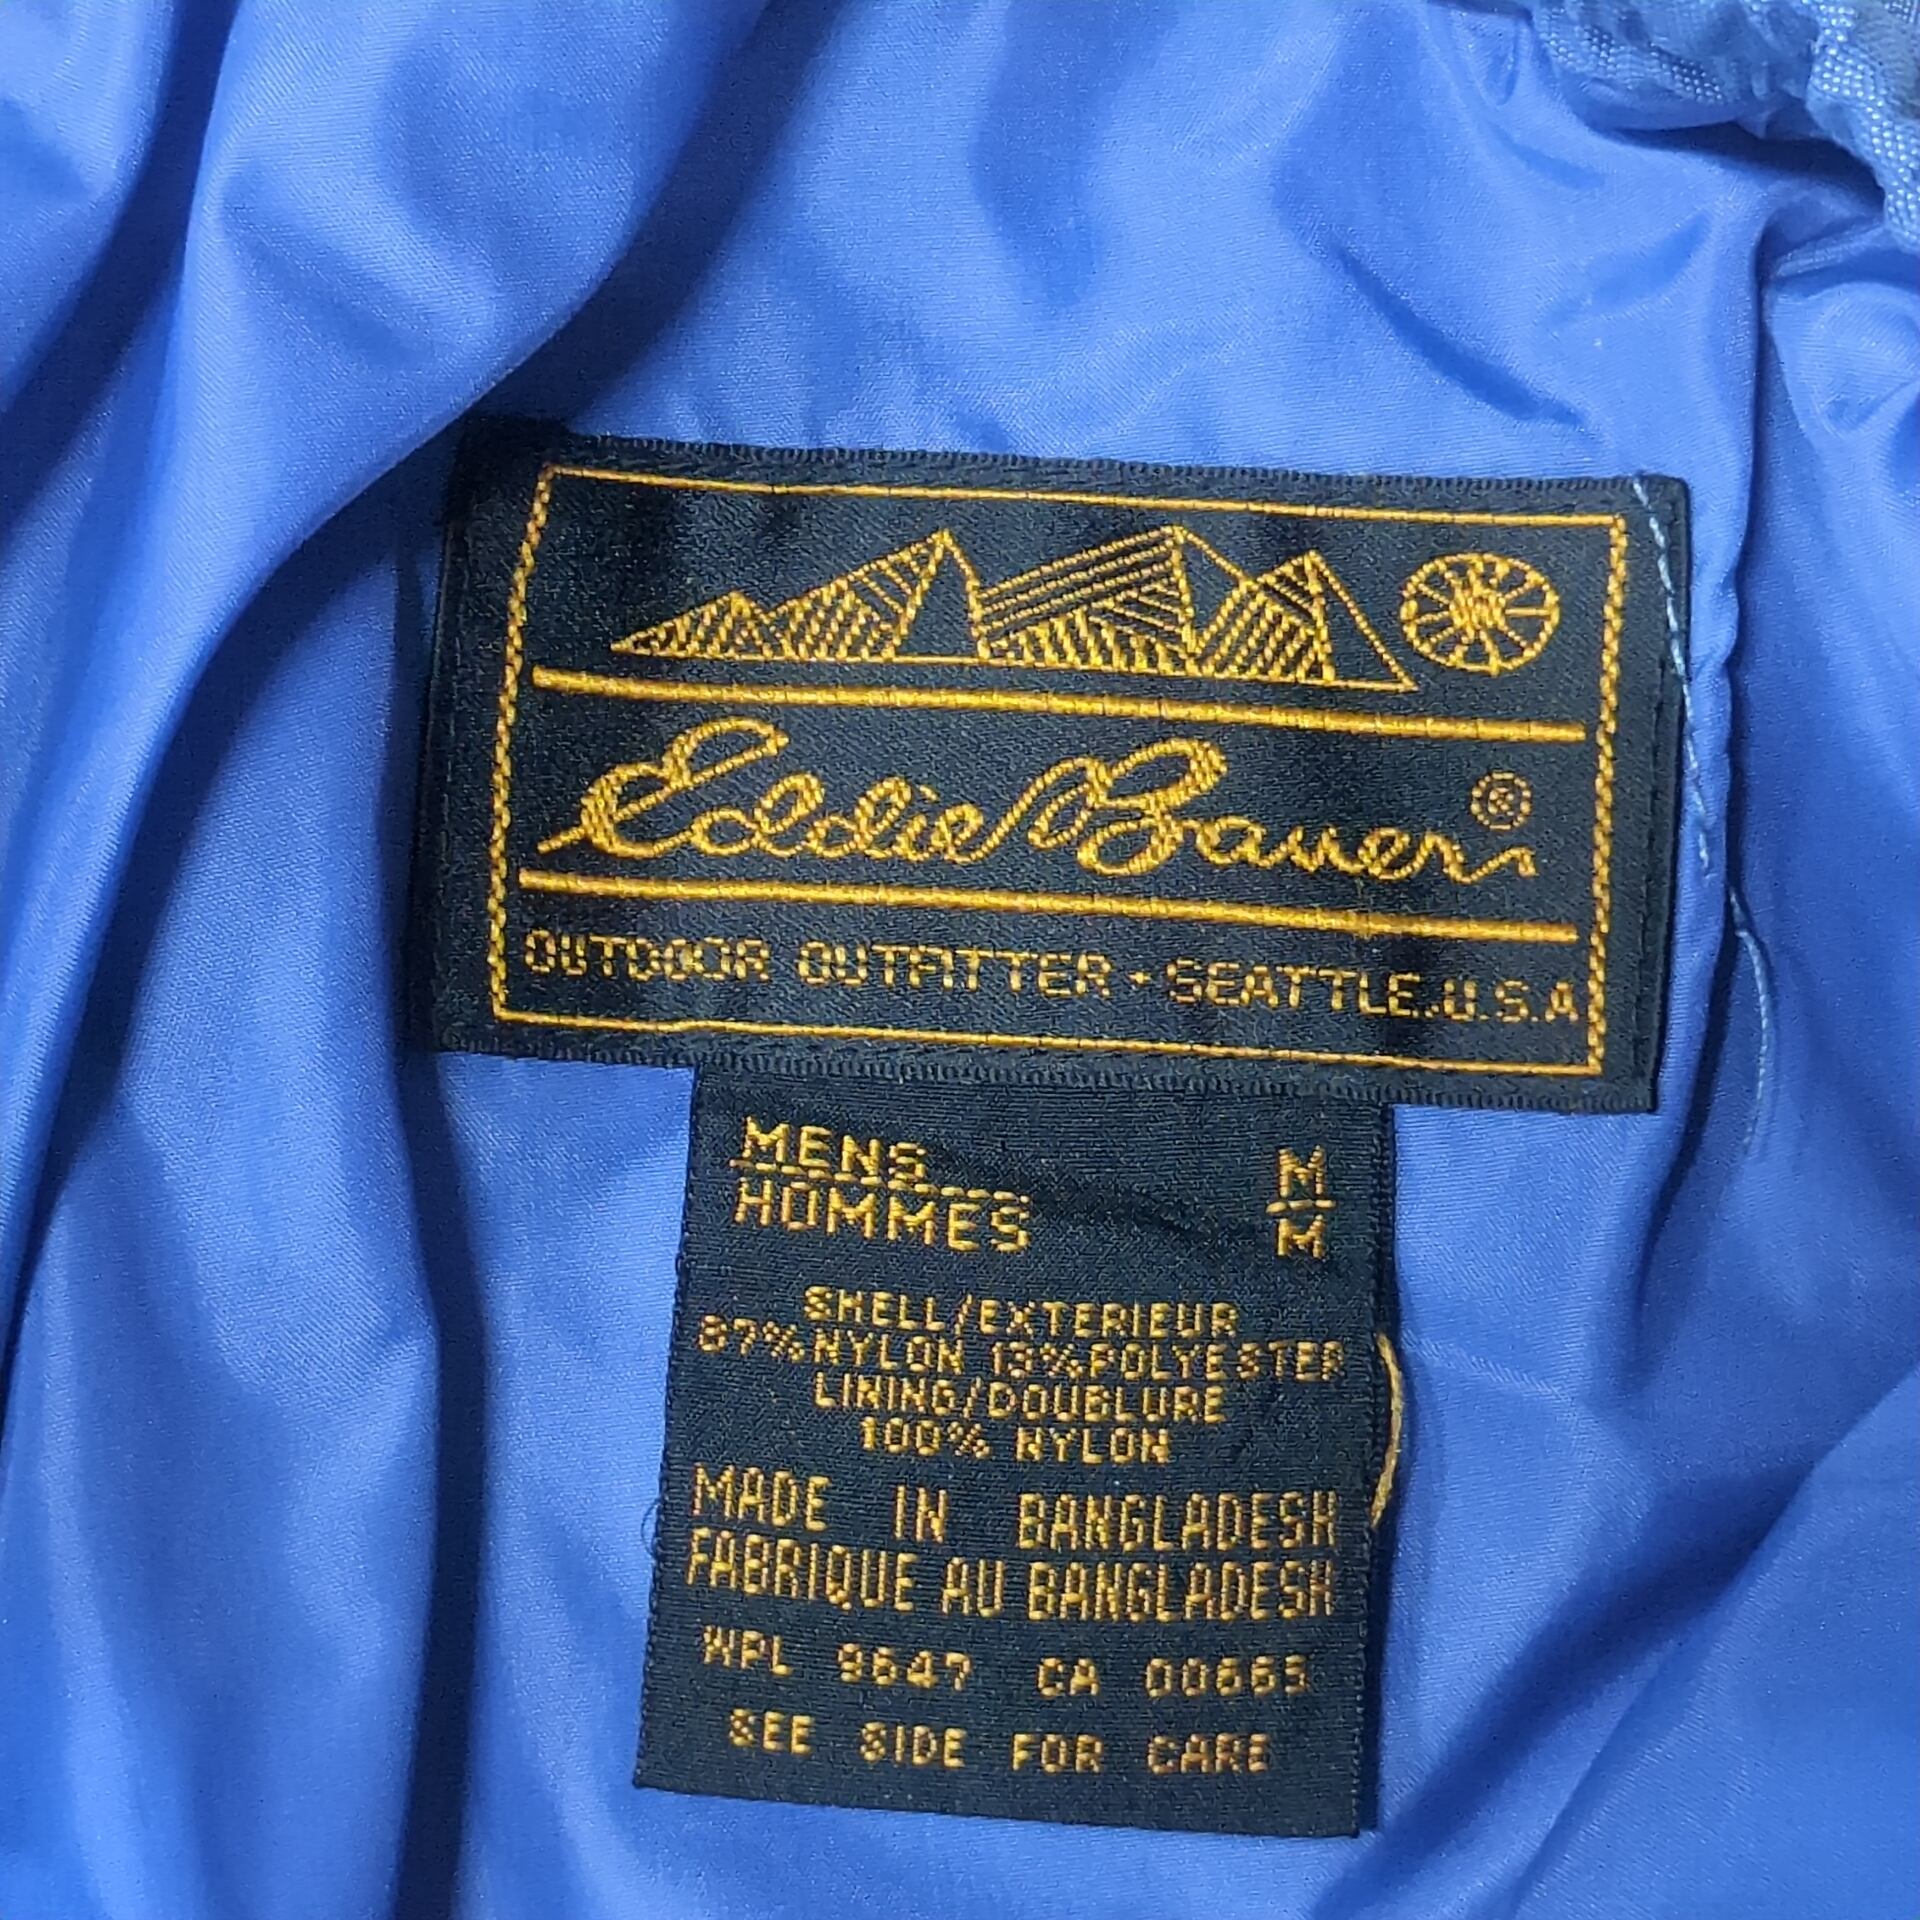 Eddie Bauer ®
OUTDOOR OUTFITTER • SEATTLE, U.S.A
MENS M
HOMMES M
SHELL/EXTERIEUR
87% NYLON 13% POLYESTER
LINING/DOUBLURE
100% NYLON
MADE IN BANGLADESH
FABRIQUE AU BANGLADESH
WPL 9647 CA 00665
SEE SIDE FOR CARE